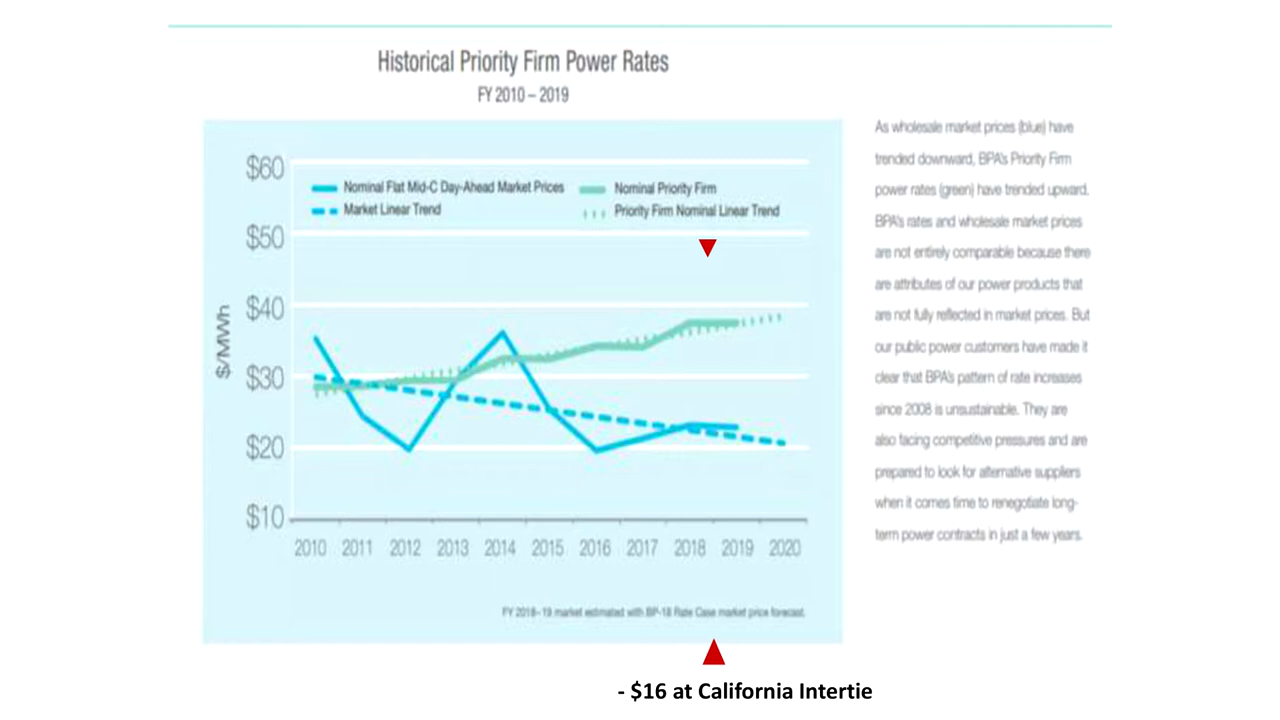 Historical Priority Firm Power Rates
FY 2010 – 2019
$60
$50
$40
$30
$20
$10
$/MWh
Nominal Flat Mid-C Day-Ahead Market Prices
Nominal Priority Firm
Market Linear Trend
Priority Firm Nominal Linear Trend
2010 2011 2012 2013 2014 2015 2016 2017 2018 2019 2020
FY 2018–19 market estimated with BP-18 Rate Case market price forecast.
As wholesale market prices (blue) have
trended downward, BPA's Priority Firm
power rates (green) have trended upward.
BPA's rates and wholesale market prices
are not entirely comparable because there
are attributes of our power products that
are not fully reflected in market prices. But
our public power customers have made it
clear that BPA's pattern of rate increases
since 2008 is unsustainable. They are
also facing competitive pressures and are
prepared to look for alternative suppliers
when it comes time to renegotiate long-
term power contracts in just a few years.
- $16 at California Intertie